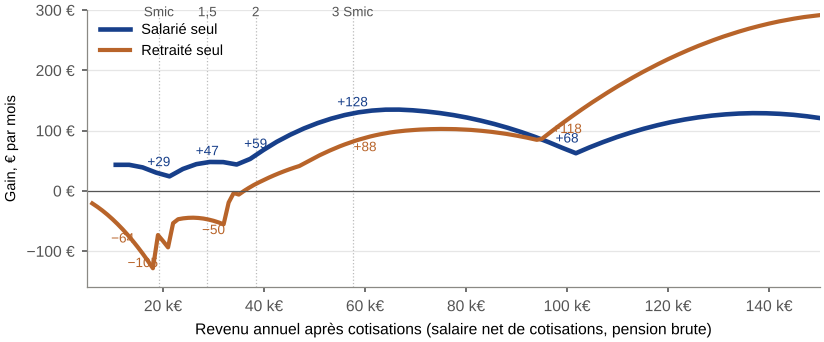 Smic 1,5 2 3 Smic
300 €
Salarié seul
Retraité seul
200 €
+128
100 €
+118
+68
+59
+47
+88
+29
0 €
−50
−64
−100 €
20 k€ 40 k€ 60 k€ 80 k€ 100 k€ 120 k€ 140 k€
Revenu annuel après cotisations (salaire net de cotisations, pension brute)
Gain, € par mois